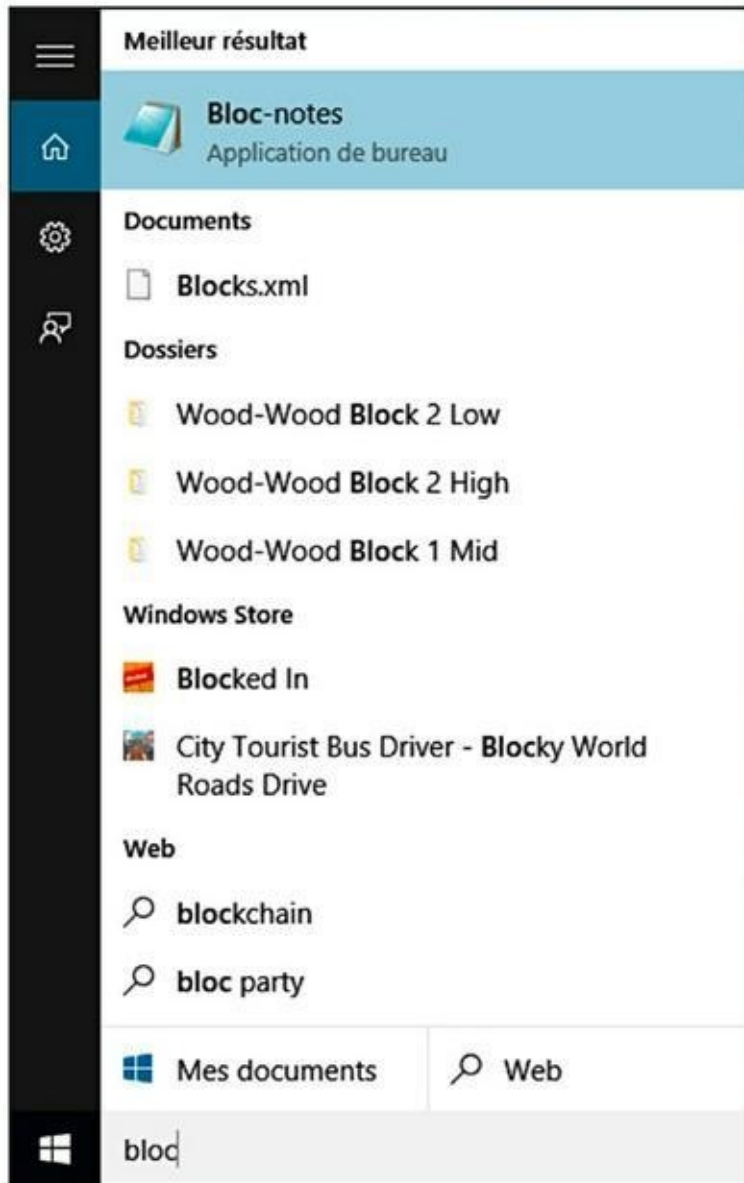 Meilleur résultat
Bloc-notes
Application de bureau
Documents
Blocks.xml
Dossiers
Wood-Wood Block 2 Low
Wood-Wood Block 2 High
Wood-Wood Block 1 Mid
Windows Store
Blocked In
City Tourist Bus Driver - Blocky World
Roads Drive
Web
blockchain
bloc party
Mes documents
Web
bloc